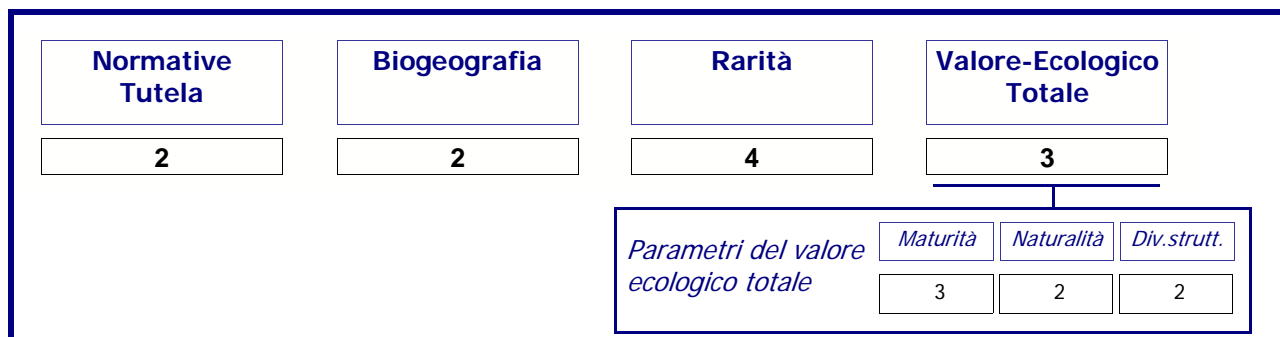 Normative
Tutela
Biogeografia
Rarità
Valore-Ecologico
Totale
2
2
4
3
Parametri del valore
ecologico totale
Maturità
Naturalità
Div.strutt.
3
2
2